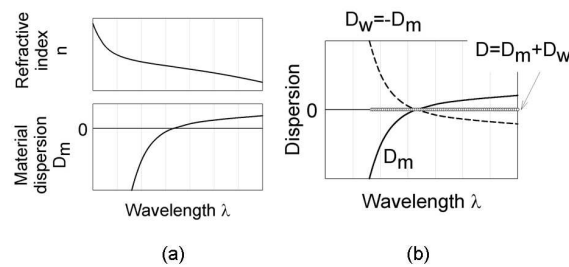 Refractive
index
n
Material
dispersion
Dm
0
Wavelength λ
(a)
Dw=-Dm
D=Dm+Dw
Dispersion
0
Dm
Wavelength λ
(b)